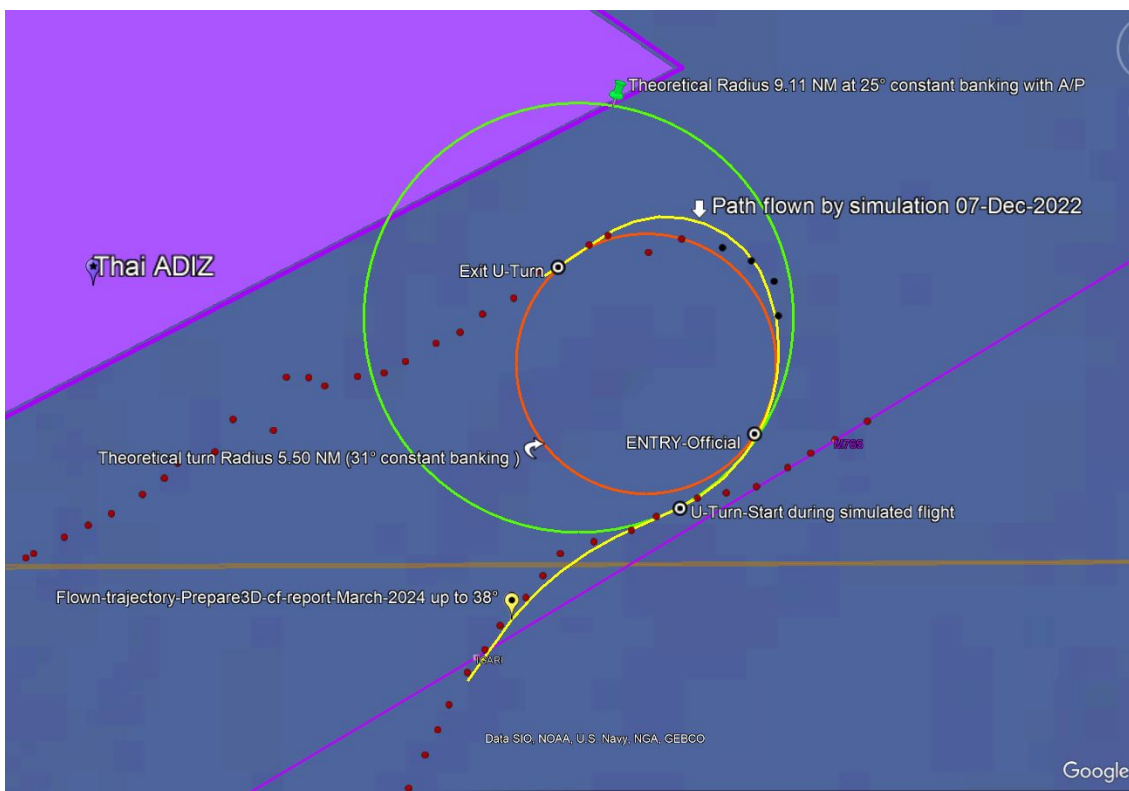 Theoretical Radius 9.11 NM at 25° constant banking with A/P
Path flown by simulation 07-Dec-2022
Thai ADIZ
Exit U-Turn
ENTRY-Official
M765
Theoretical turn Radius 5.50 NM (31° constant banking )
U-Turn-Start during simulated flight
Flown-trajectory-Prepare3D-cf-report-March-2024 up to 38°
IGARI
Data SIO, NOAA, U.S. Navy, NGA, GEBCO
Google